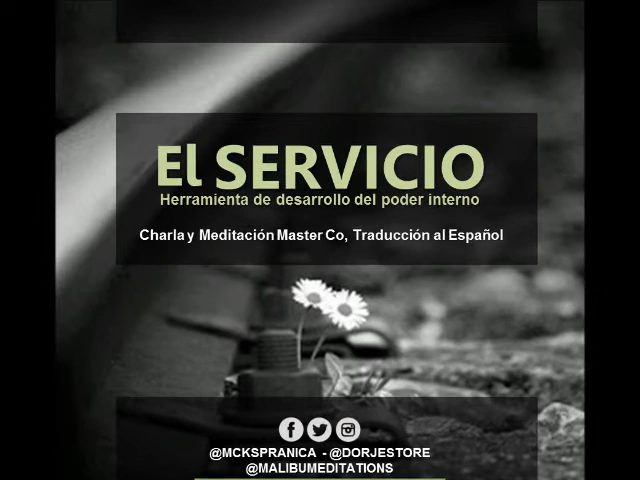 El SERVICIO
Herramienta de desarrollo del poder interno
Charla y Meditación Master Co, Traducción al Español
@MCKSPRANICA - @DORJESTORE
@MALIBUMEDITATIONS